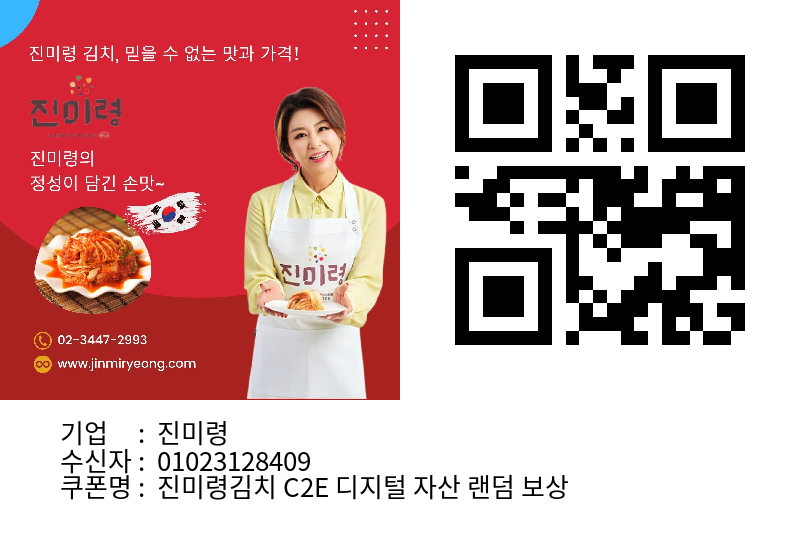 진미령 김치, 믿을 수 없는 맛과 가격!
진미령
진미령의
정성이 담긴 손맛~
진미령
02-3447-2993
www.jinmiryeong.com
기업 : 진미령
수신자 : 01023128409
쿠폰명 : 진미령김치 C2E 디지털 자산 랜덤 보상